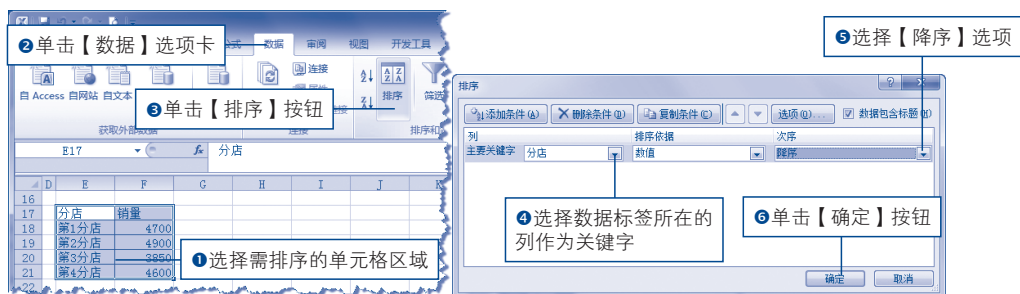 ❷单击【数据】选项卡
公式 数据 审阅 视图 开发工具
自 Access 自网站 自文本
连接
排序
筛选
❸单击【排序】按钮
获取外部数据
连接
排序和
E17
fx 分店
D E F G H I J K
16
17 分店 销量
18 第1分店 4700
19 第2分店 4900
20 第3分店 3850
21 第4分店 4600
22
❶选择需排序的单元格区域
❺选择【降序】选项
排序
添加条件(A) 删除条件(D) 复制条件(C) 选项(O)... 数据包含标题(H)
列 排序依据 次序
主要关键字 分店 数值 降序
❹选择数据标签所在的
列作为关键字
❻单击【确定】按钮
确定 取消